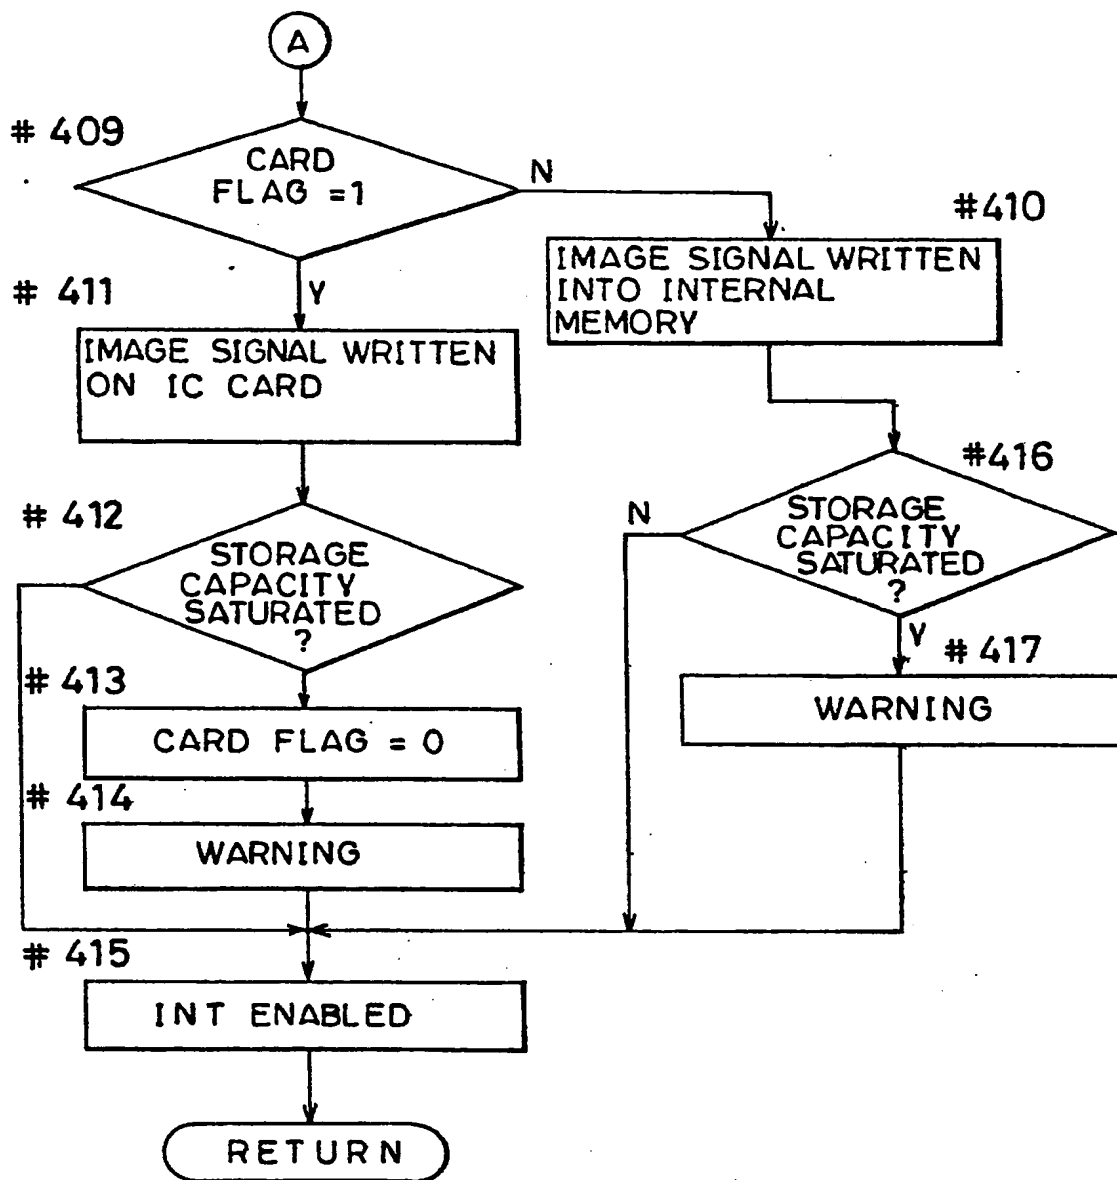 A
# 409
CARD
FLAG =1
N
#410
# 411
Y
IMAGE SIGNAL WRITTEN
INTO INTERNAL
MEMORY
IMAGE SIGNAL WRITTEN
ON IC CARD
#416
# 412
N
STORAGE
CAPACITY
SATURATED
?
STORAGE
CAPACITY
SATURATED
?
Y
# 417
# 413
WARNING
CARD FLAG = 0
# 414
WARNING
# 415
INT ENABLED
RETURN